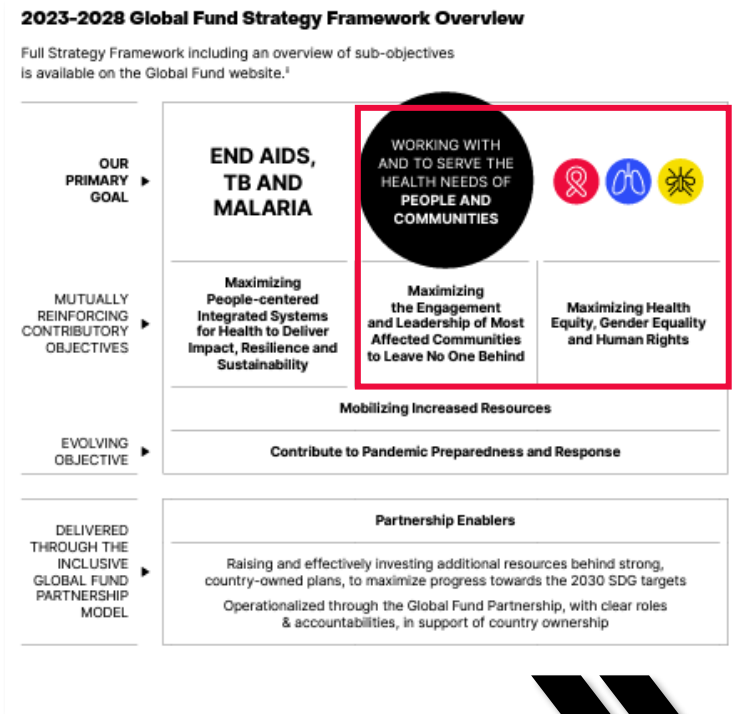 2023-2028 Global Fund Strategy Framework Overview
Full Strategy Framework including an overview of sub-objectives
is available on the Global Fund website.ⁱⁱ
OUR
PRIMARY
GOAL
END AIDS,
TB AND
MALARIA
WORKING WITH
AND TO SERVE THE
HEALTH NEEDS OF
PEOPLE AND
COMMUNITIES
MUTUALLY
REINFORCING
CONTRIBUTORY
OBJECTIVES
Maximizing
People-centered
Integrated Systems
for Health to Deliver
Impact, Resilience and
Sustainability
Maximizing
the Engagement
and Leadership of Most
Affected Communities
to Leave No One Behind
Maximizing Health
Equity, Gender Equality
and Human Rights
Mobilizing Increased Resources
EVOLVING
OBJECTIVE
Contribute to Pandemic Preparedness and Response
DELIVERED
THROUGH THE
INCLUSIVE
GLOBAL FUND
PARTNERSHIP
MODEL
Partnership Enablers
Raising and effectively investing additional resources behind strong,
country-owned plans, to maximize progress towards the 2030 SDG targets
Operationalized through the Global Fund Partnership, with clear roles
& accountabilities, in support of country ownership